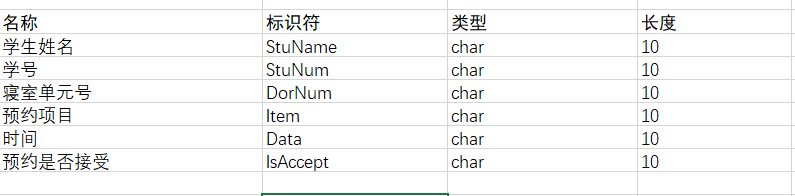 名称 标识符 类型 长度
学生姓名 StuName char 10
学号 StuNum char 10
寝室单元号 DorNum char 10
预约项目 Item char 10
时间 Data char 10
预约是否接受 IsAccept char 10